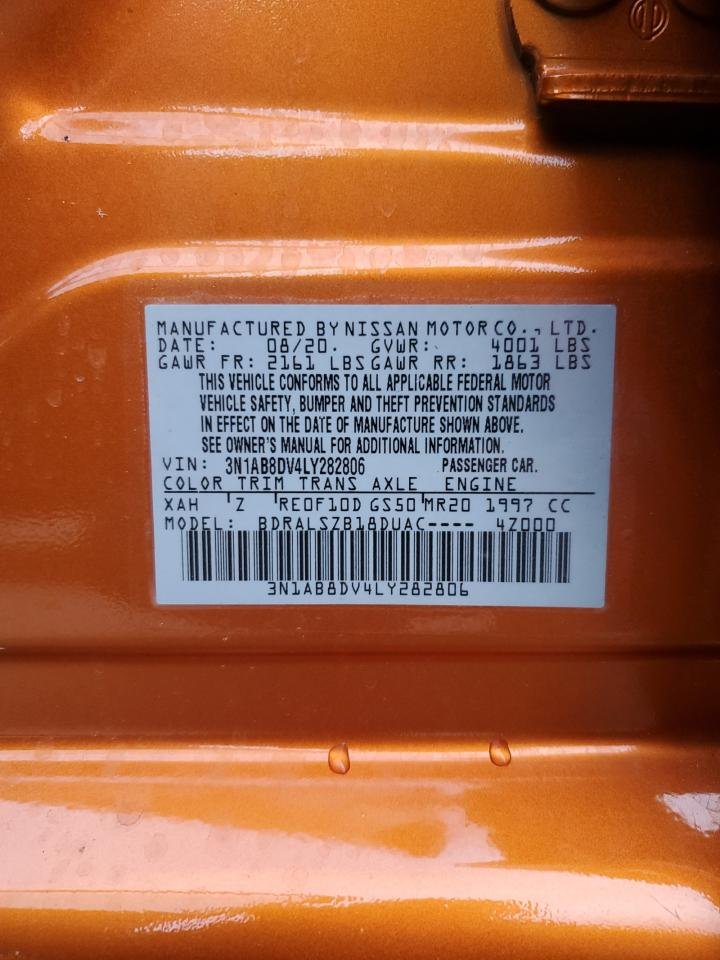 MANUFACTURED BY NISSAN MOTOR CO., LTD.
DATE: 08/20. GVWR: 4001 LBS
GAWR FR: 2161 LBS GAWR RR: 1863 LBS
THIS VEHICLE CONFORMS TO ALL APPLICABLE FEDERAL MOTOR
VEHICLE SAFETY, BUMPER AND THEFT PREVENTION STANDARDS
IN EFFECT ON THE DATE OF MANUFACTURE SHOWN ABOVE.
SEE OWNER'S MANUAL FOR ADDITIONAL INFORMATION.
VIN: 3N1AB8DV4LY282806 PASSENGER CAR.
COLOR TRIM TRANS AXLE ENGINE
XAH Z RE0F10D GS50 MR20 1997 CC
MODEL: BDRALSZB18DUAC---- 4Z000
3N1AB8DV4LY282806